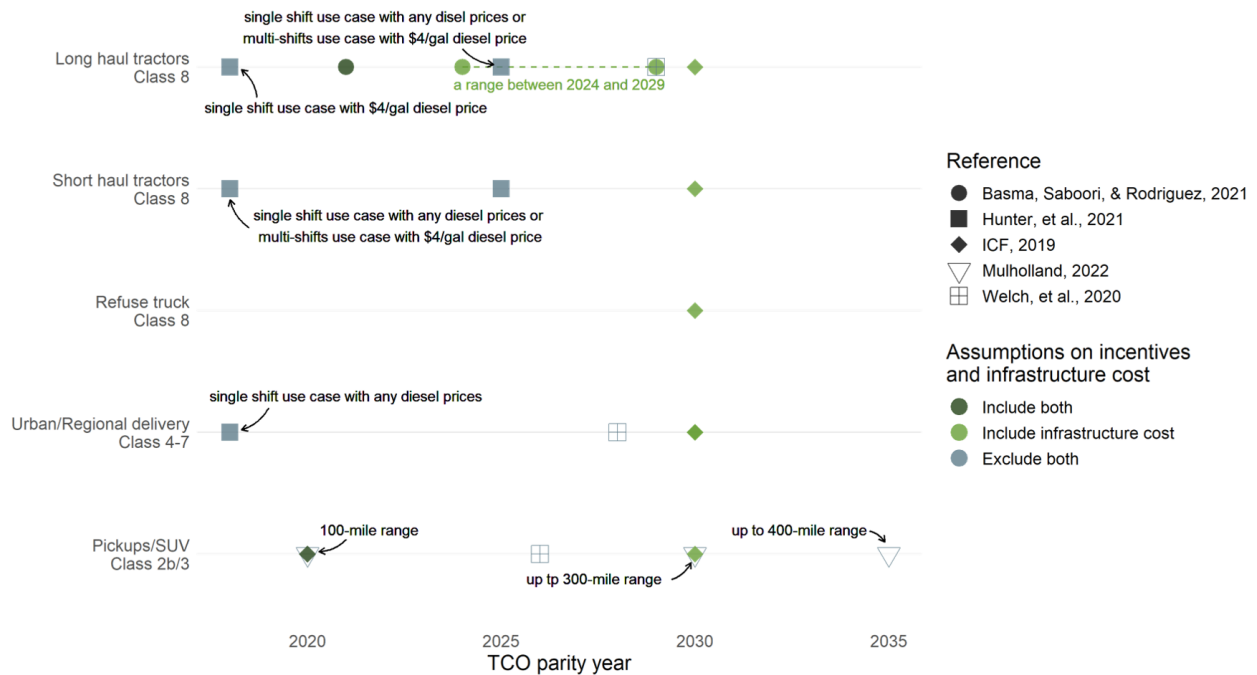 single shift use case with any disel prices or
multi-shifts use case with $4/gal diesel price
Long haul tractors
Class 8
a range between 2024 and 2029
single shift use case with $4/gal diesel price
Short haul tractors
Class 8
single shift use case with any diesel prices or
multi-shifts use case with $4/gal diesel price
Refuse truck
Class 8
single shift use case with any diesel prices
Urban/Regional delivery
Class 4-7
100-mile range
up to 400-mile range
Pickups/SUV
Class 2b/3
up tp 300-mile range
2020
2025
2030
2035
TCO parity year
Reference
Basma, Saboori, & Rodriguez, 2021
Hunter, et al., 2021
ICF, 2019
Mulholland, 2022
Welch, et al., 2020
Assumptions on incentives
and infrastructure cost
Include both
Include infrastructure cost
Exclude both